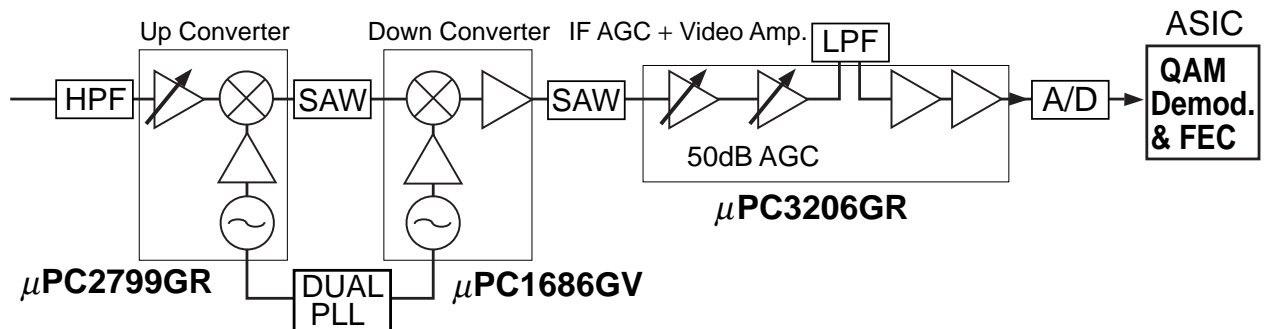 Up Converter
Down Converter
IF AGC + Video Amp.
LPF
ASIC
HPF
SAW
SAW
A/D
QAM
Demod.
& FEC
50dB AGC
µPC3206GR
µPC2799GR
DUAL
PLL
µPC1686GV